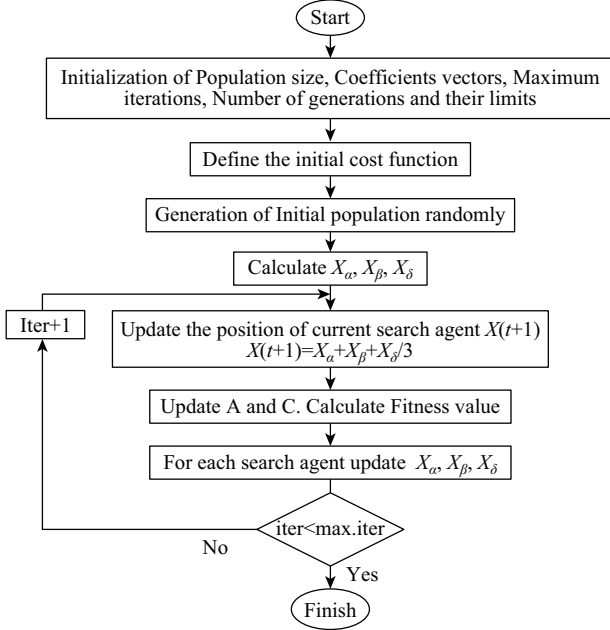 Start
Initialization of Population size, Coefficients vectors, Maximum
iterations, Number of generations and their limits
Define the initial cost function
Generation of Initial population randomly
Calculate Xα, Xβ, Xδ
Iter+1
Update the position of current search agent X(t+1)
X(t+1)=Xα+Xβ+Xδ/3
Update A and C. Calculate Fitness value
For each search agent update Xα, Xβ, Xδ
iter<max.iter
No
Yes
Finish